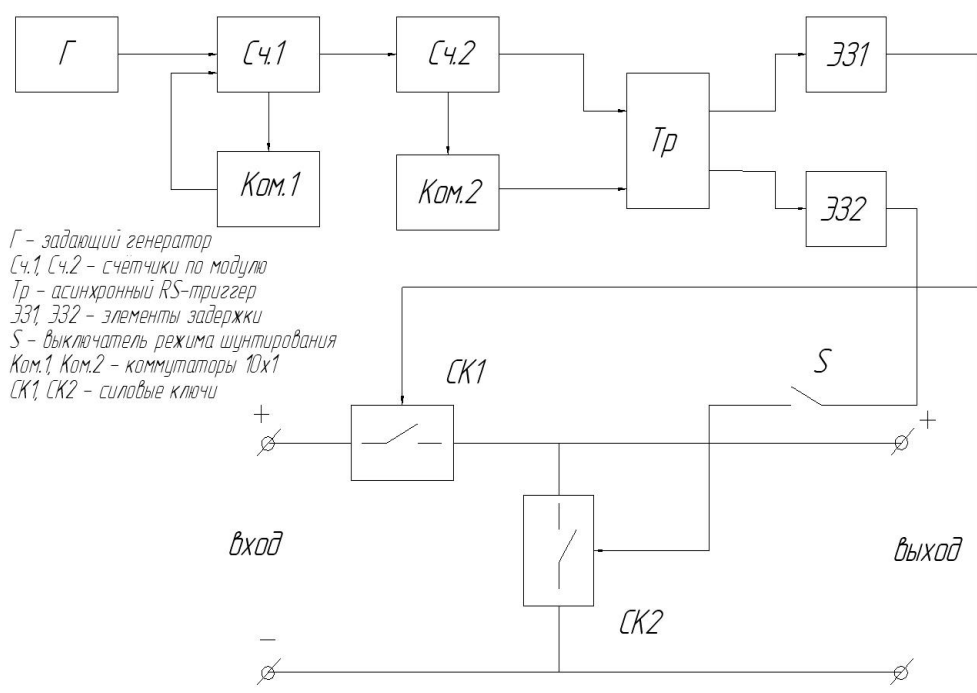 Г
Сч.1
Сч.2
ЭЗ1
Тр
Ком.1
Ком.2
ЭЗ2
Г – задающий генератор
Сч.1, Сч.2 – счётчики по модулю
Тр – асинхронный RS-триггер
ЭЗ1, ЭЗ2 – элементы задержки
S – выключатель режима шунтирования
Ком.1, Ком.2 – коммутаторы 10x1
СК1, СК2 – силовые ключи
СК1
S
+
+
вход
выход
СК2
–